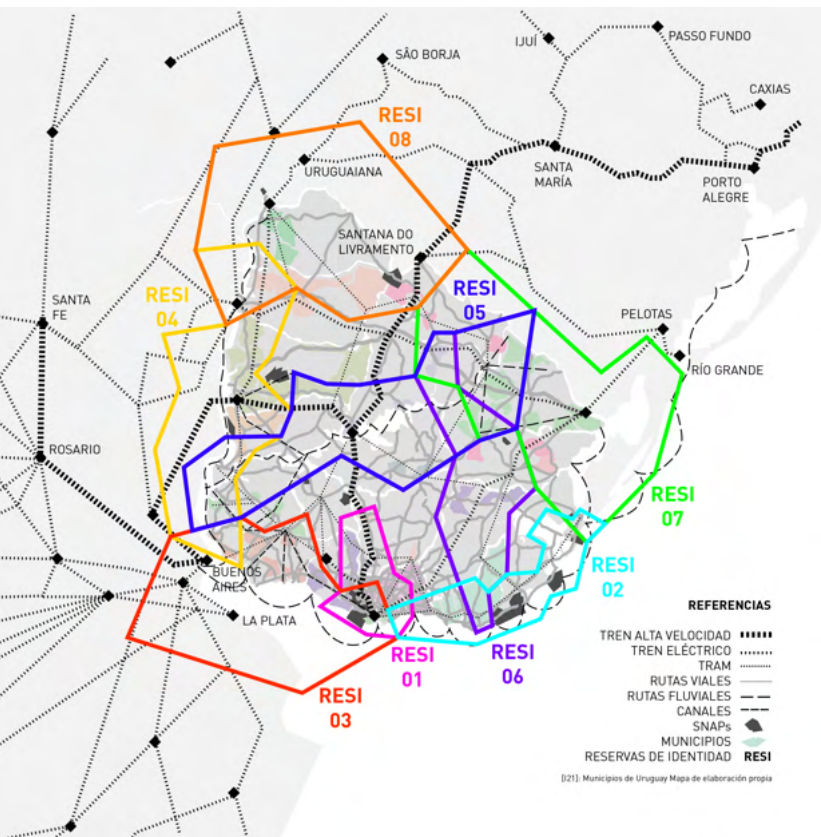 IJUÍ
PASSO FUNDO
SÃO BORJA
CAXIAS
RESI
08
URUGUAIANA
SANTA
MARÍA
PORTO
ALEGRE
SANTANA DO
LIVRAMENTO
RESI
04
RESI
05
SANTA
FE
PELOTAS
RÍO GRANDE
ROSARIO
RESI
07
BUENOS
AIRES
RESI
02
LA PLATA
RESI
01
RESI
06
RESI
03
REFERENCIAS
TREN ALTA VELOCIDAD
TREN ELÉCTRICO
TRAM
RUTAS VIALES
RUTAS FLUVIALES
CANALES
SNAPs
MUNICIPIOS
RESERVAS DE IDENTIDAD RESI
[I21]: Municipios de Uruguay Mapa de elaboración propia